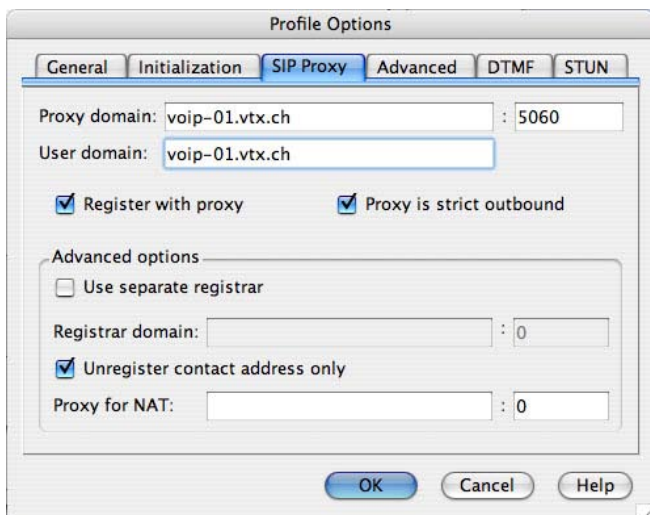 Profile Options
General Initialization SIP Proxy Advanced DTMF STUN
Proxy domain: voip-01.vtx.ch : 5060
User domain: voip-01.vtx.ch
Register with proxy Proxy is strict outbound
Advanced options
Use separate registrar
Registrar domain: : 0
Unregister contact address only
Proxy for NAT: : 0
OK Cancel Help